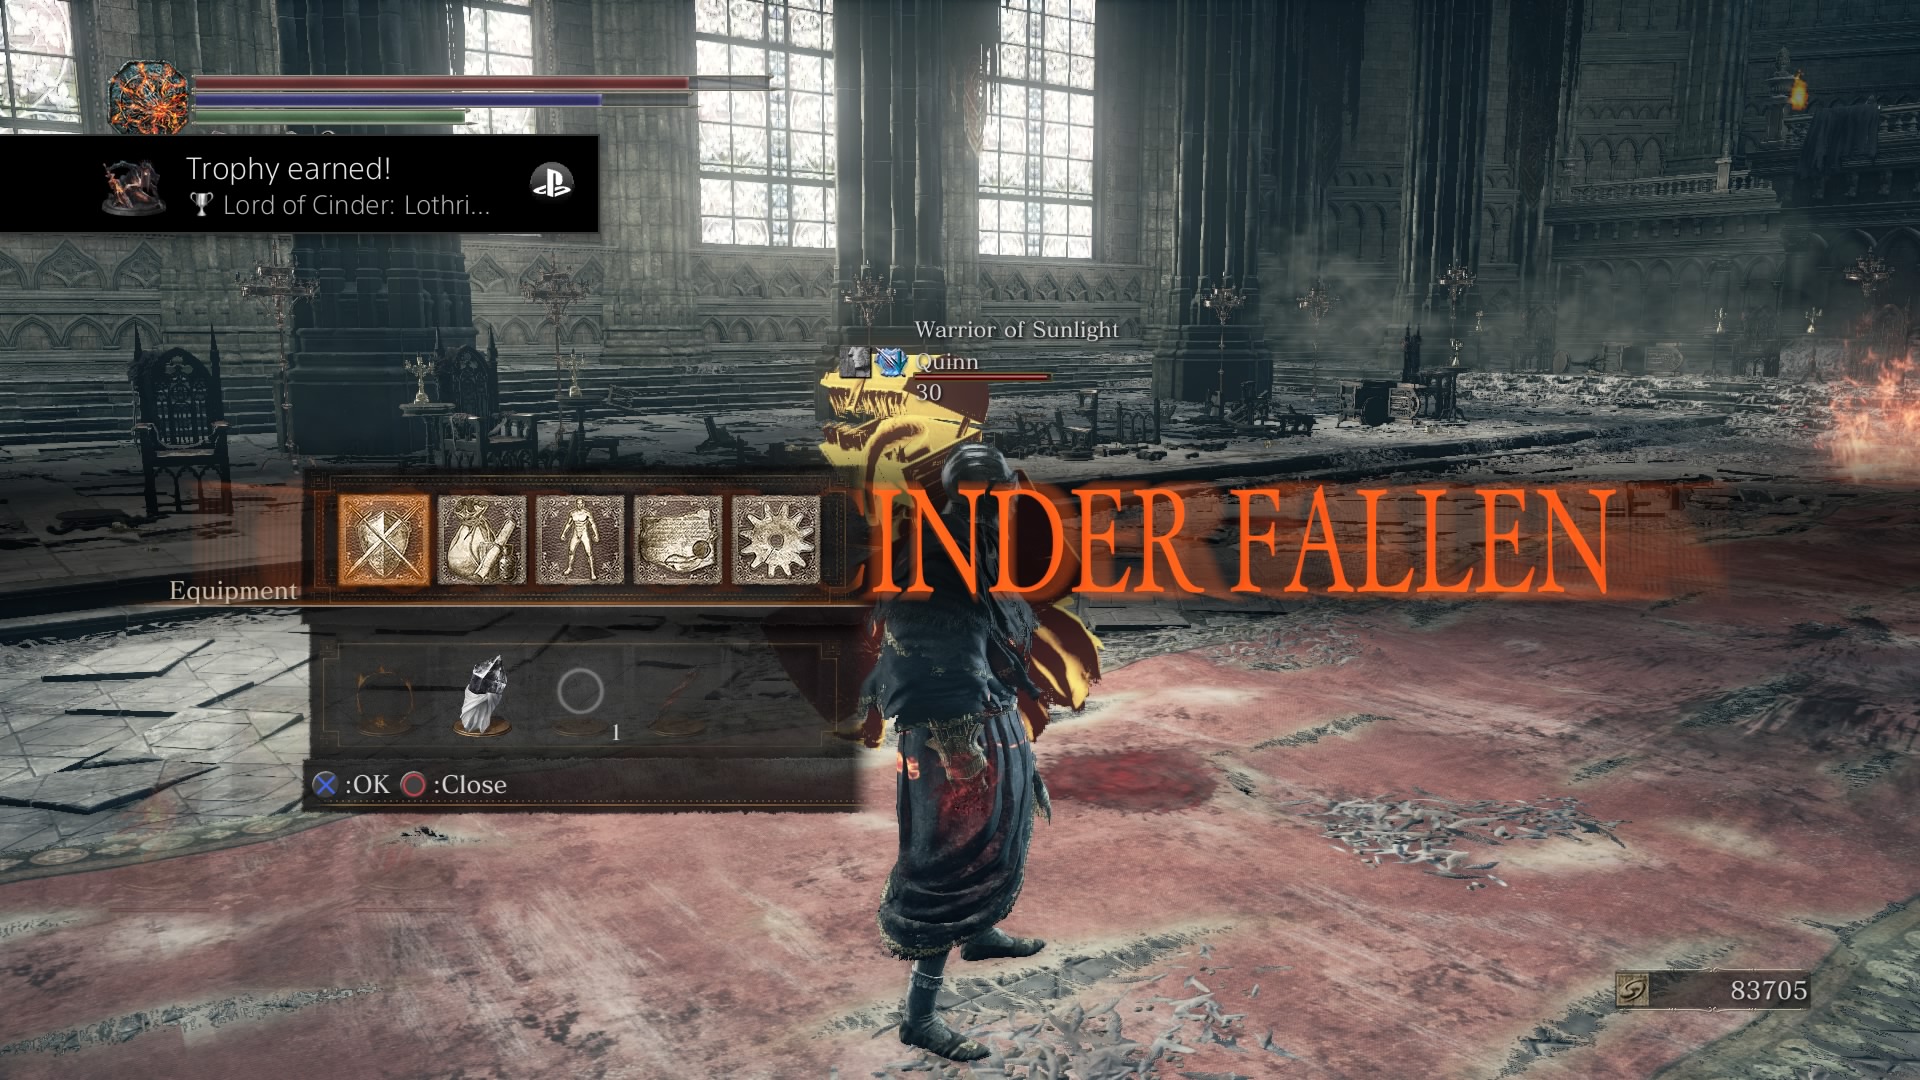 Trophy earned!
Lord of Cinder: Lothri...
Warrior of Sunlight
Quinn
30
INDER FALLEN
Equipment
1
:OK :Close
83705